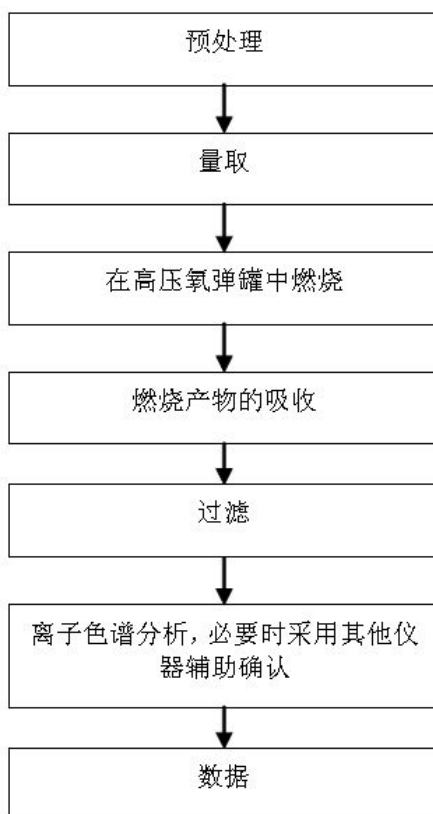 预处理
量取
在高压氧弹罐中燃烧
燃烧产物的吸收
过滤
离子色谱分析，必要时采用其他仪
器辅助确认
数据